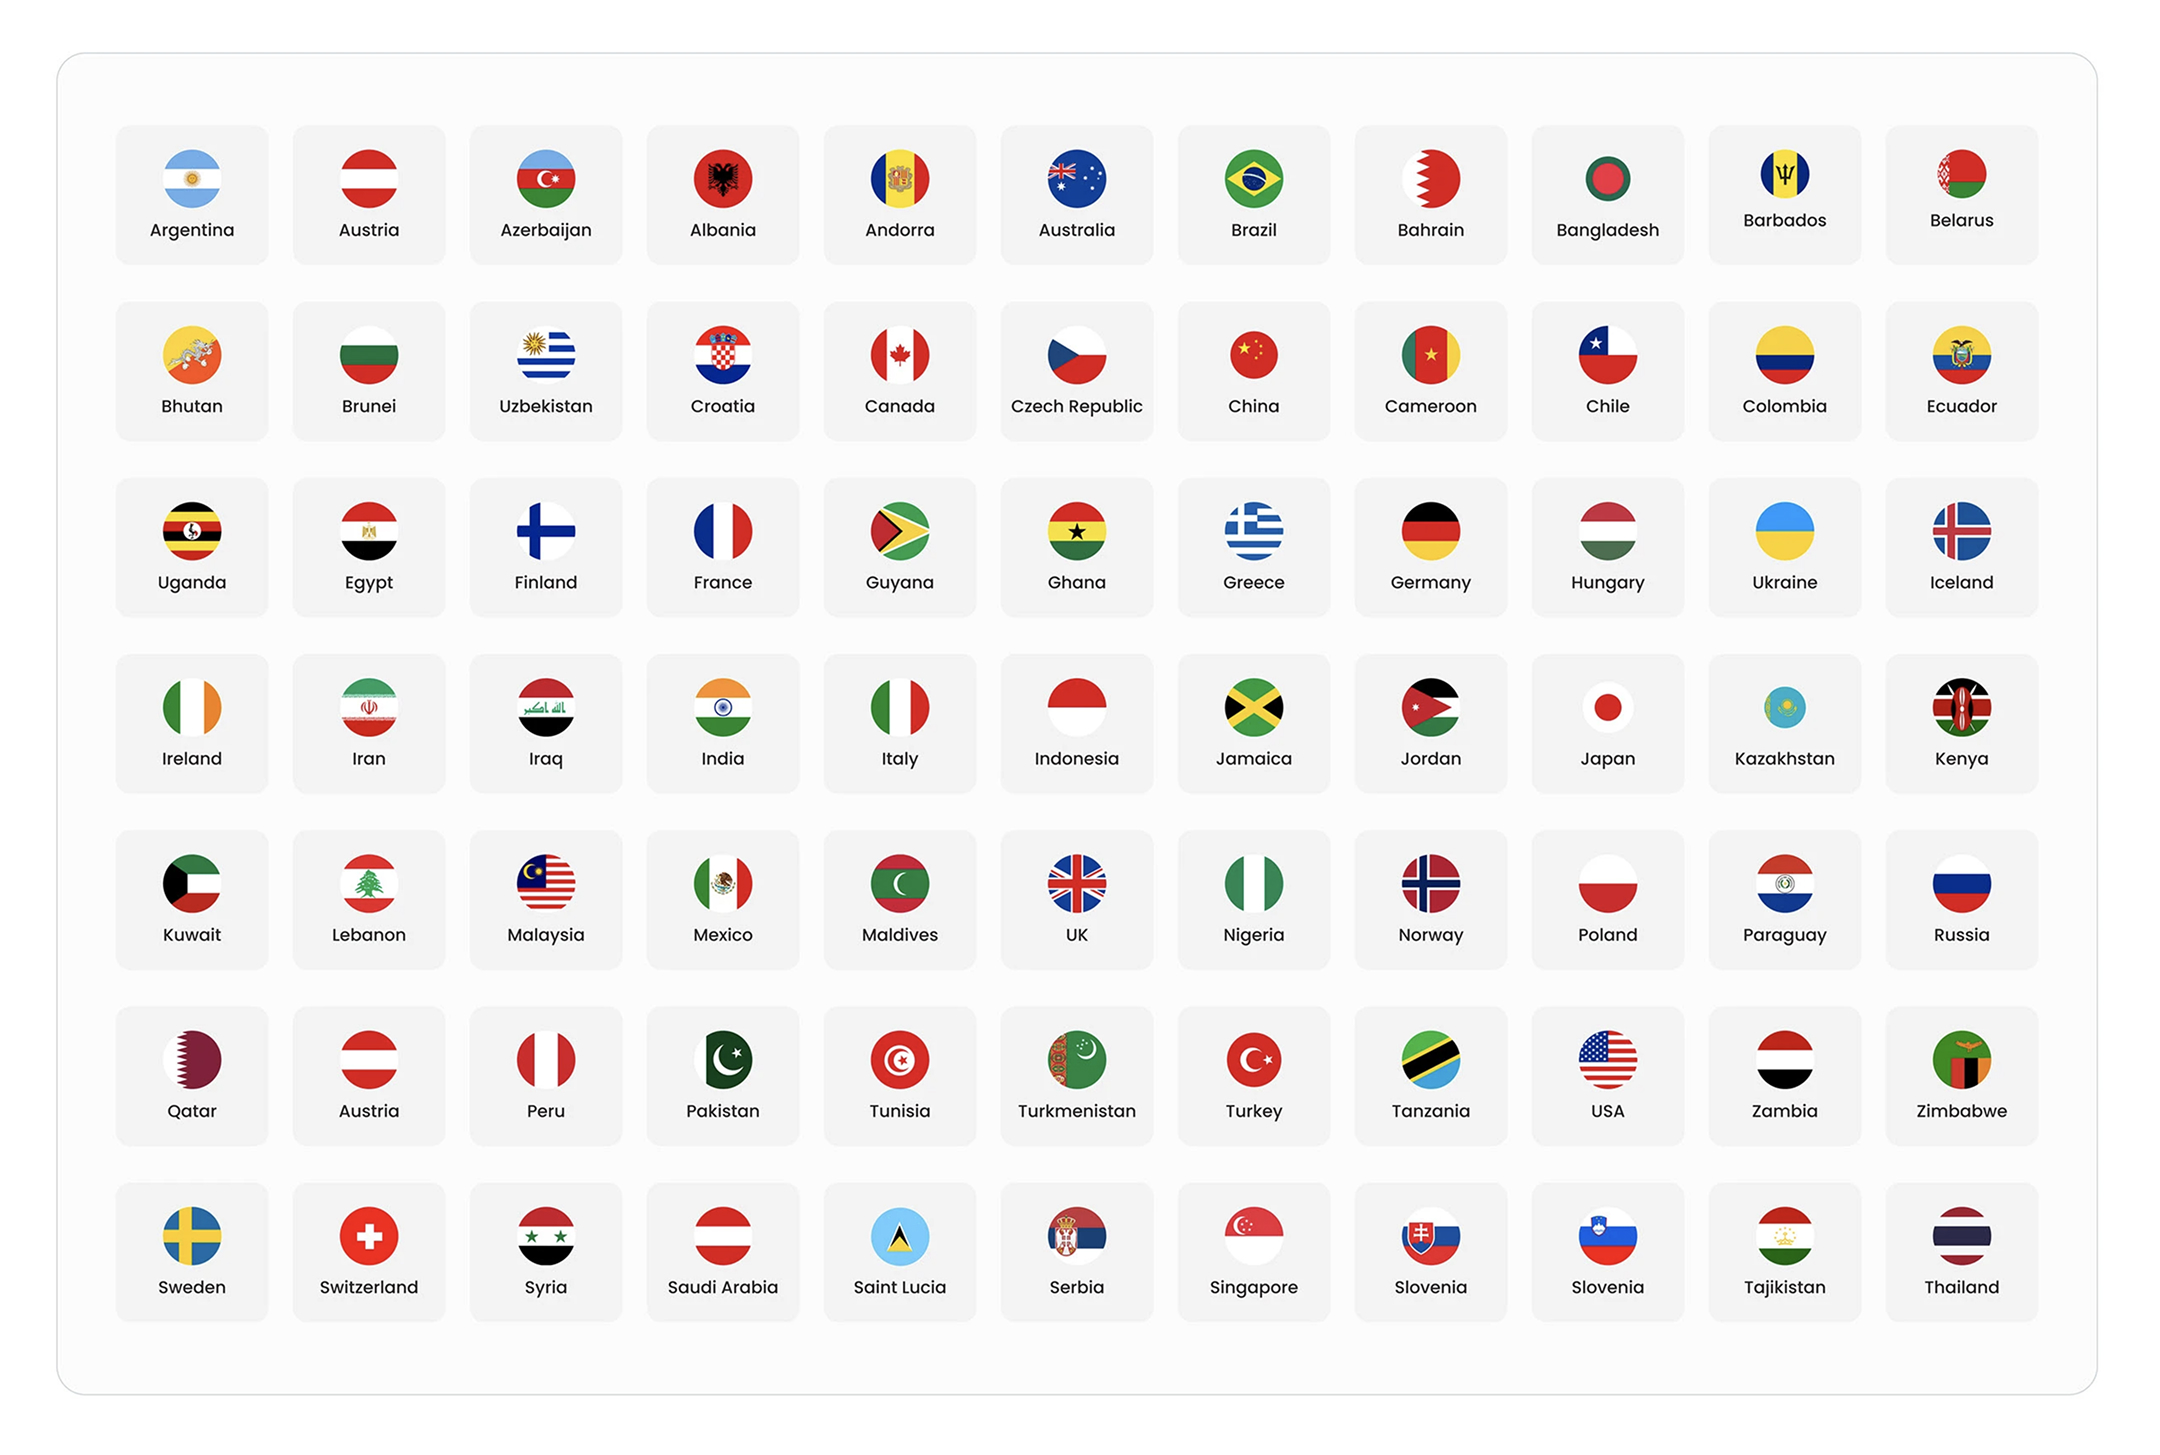 Argentina
Austria
Azerbaijan
Albania
Andorra
Australia
Brazil
Bahrain
Bangladesh
Barbados
Belarus
Bhutan
Brunei
Uzbekistan
Croatia
Canada
Czech Republic
China
Cameroon
Chile
Colombia
Ecuador
Uganda
Egypt
Finland
France
Guyana
Ghana
Greece
Germany
Hungary
Ukraine
Iceland
Ireland
Iran
الله اكبر
Iraq
India
Italy
Indonesia
Jamaica
Jordan
Japan
Kazakhstan
Kenya
Kuwait
Lebanon
Malaysia
Mexico
Maldives
UK
Nigeria
Norway
Poland
Paraguay
Russia
Qatar
Austria
Peru
Pakistan
Tunisia
Turkmenistan
Turkey
Tanzania
USA
Zambia
Zimbabwe
Sweden
Switzerland
Syria
Saudi Arabia
Saint Lucia
Serbia
Singapore
Slovenia
Slovenia
Tajikistan
Thailand